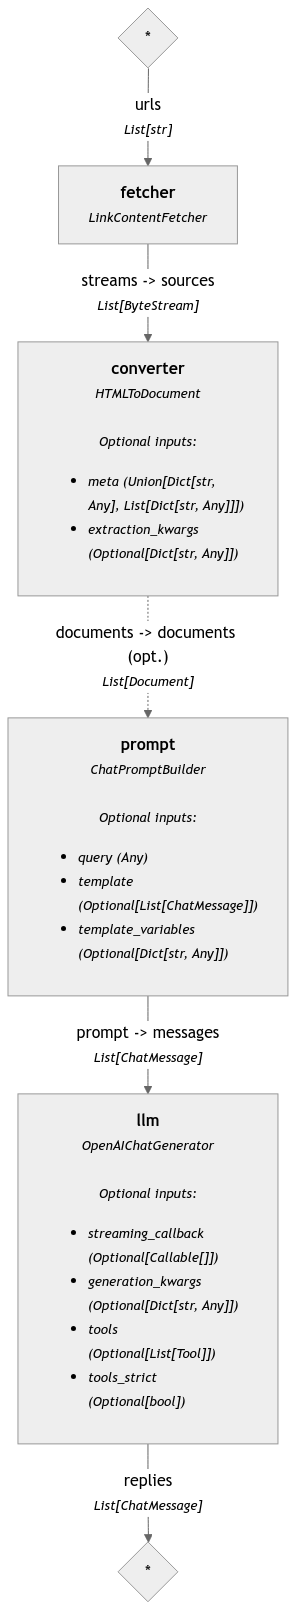 *
urls
List[str]
fetcher
LinkContentFetcher
streams -> sources
List[ByteStream]
converter
HTMLToDocument
Optional inputs:
• meta (Union[Dict[str,
Any], List[Dict[str, Any]]])
• extraction_kwargs
(Optional[Dict[str, Any]])
documents -> documents
(opt.)
List[Document]
prompt
ChatPromptBuilder
Optional inputs:
• query (Any)
• template
(Optional[List[ChatMessage]])
• template_variables
(Optional[Dict[str, Any]])
prompt -> messages
List[ChatMessage]
llm
OpenAIChatGenerator
Optional inputs:
• streaming_callback
(Optional[Callable[]])
• generation_kwargs
(Optional[Dict[str, Any]])
• tools
(Optional[List[Tool]])
• tools_strict
(Optional[bool])
replies
List[ChatMessage]
*